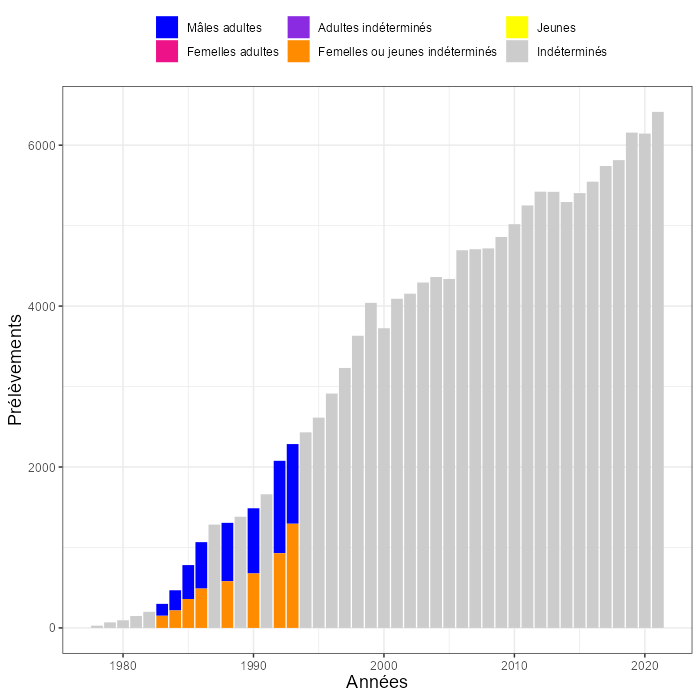 Mâles adultes
Adultes indéterminés
Jeunes
Femelles adultes
Femelles ou jeunes indéterminés
Indéterminés
Prélèvements
6000
4000
2000
0
1980
1990
2000
2010
2020
Années